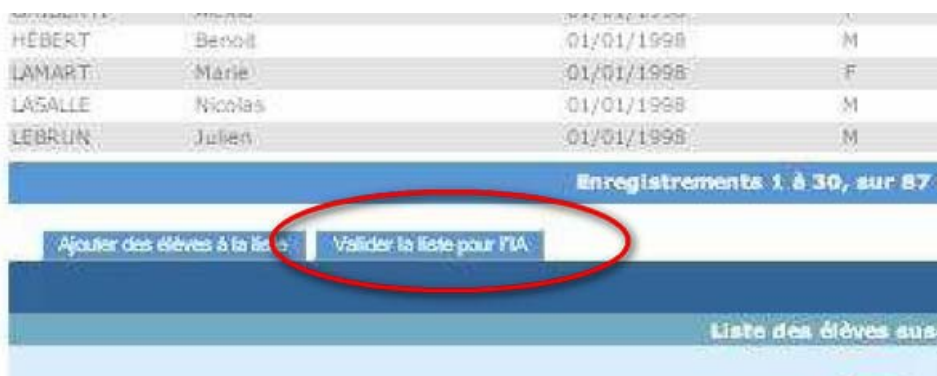 HÉBERT Benoit 01/01/1998 M
LAMART Marie 01/01/1998 F
LASALLE Nicolas 01/01/1998 M
LEBRUN Julien 01/01/1998 M
Enregistrements 1 à 30, sur 87
Ajouter des élèves à la liste Valider la liste pour l'IA
Liste des élèves sus